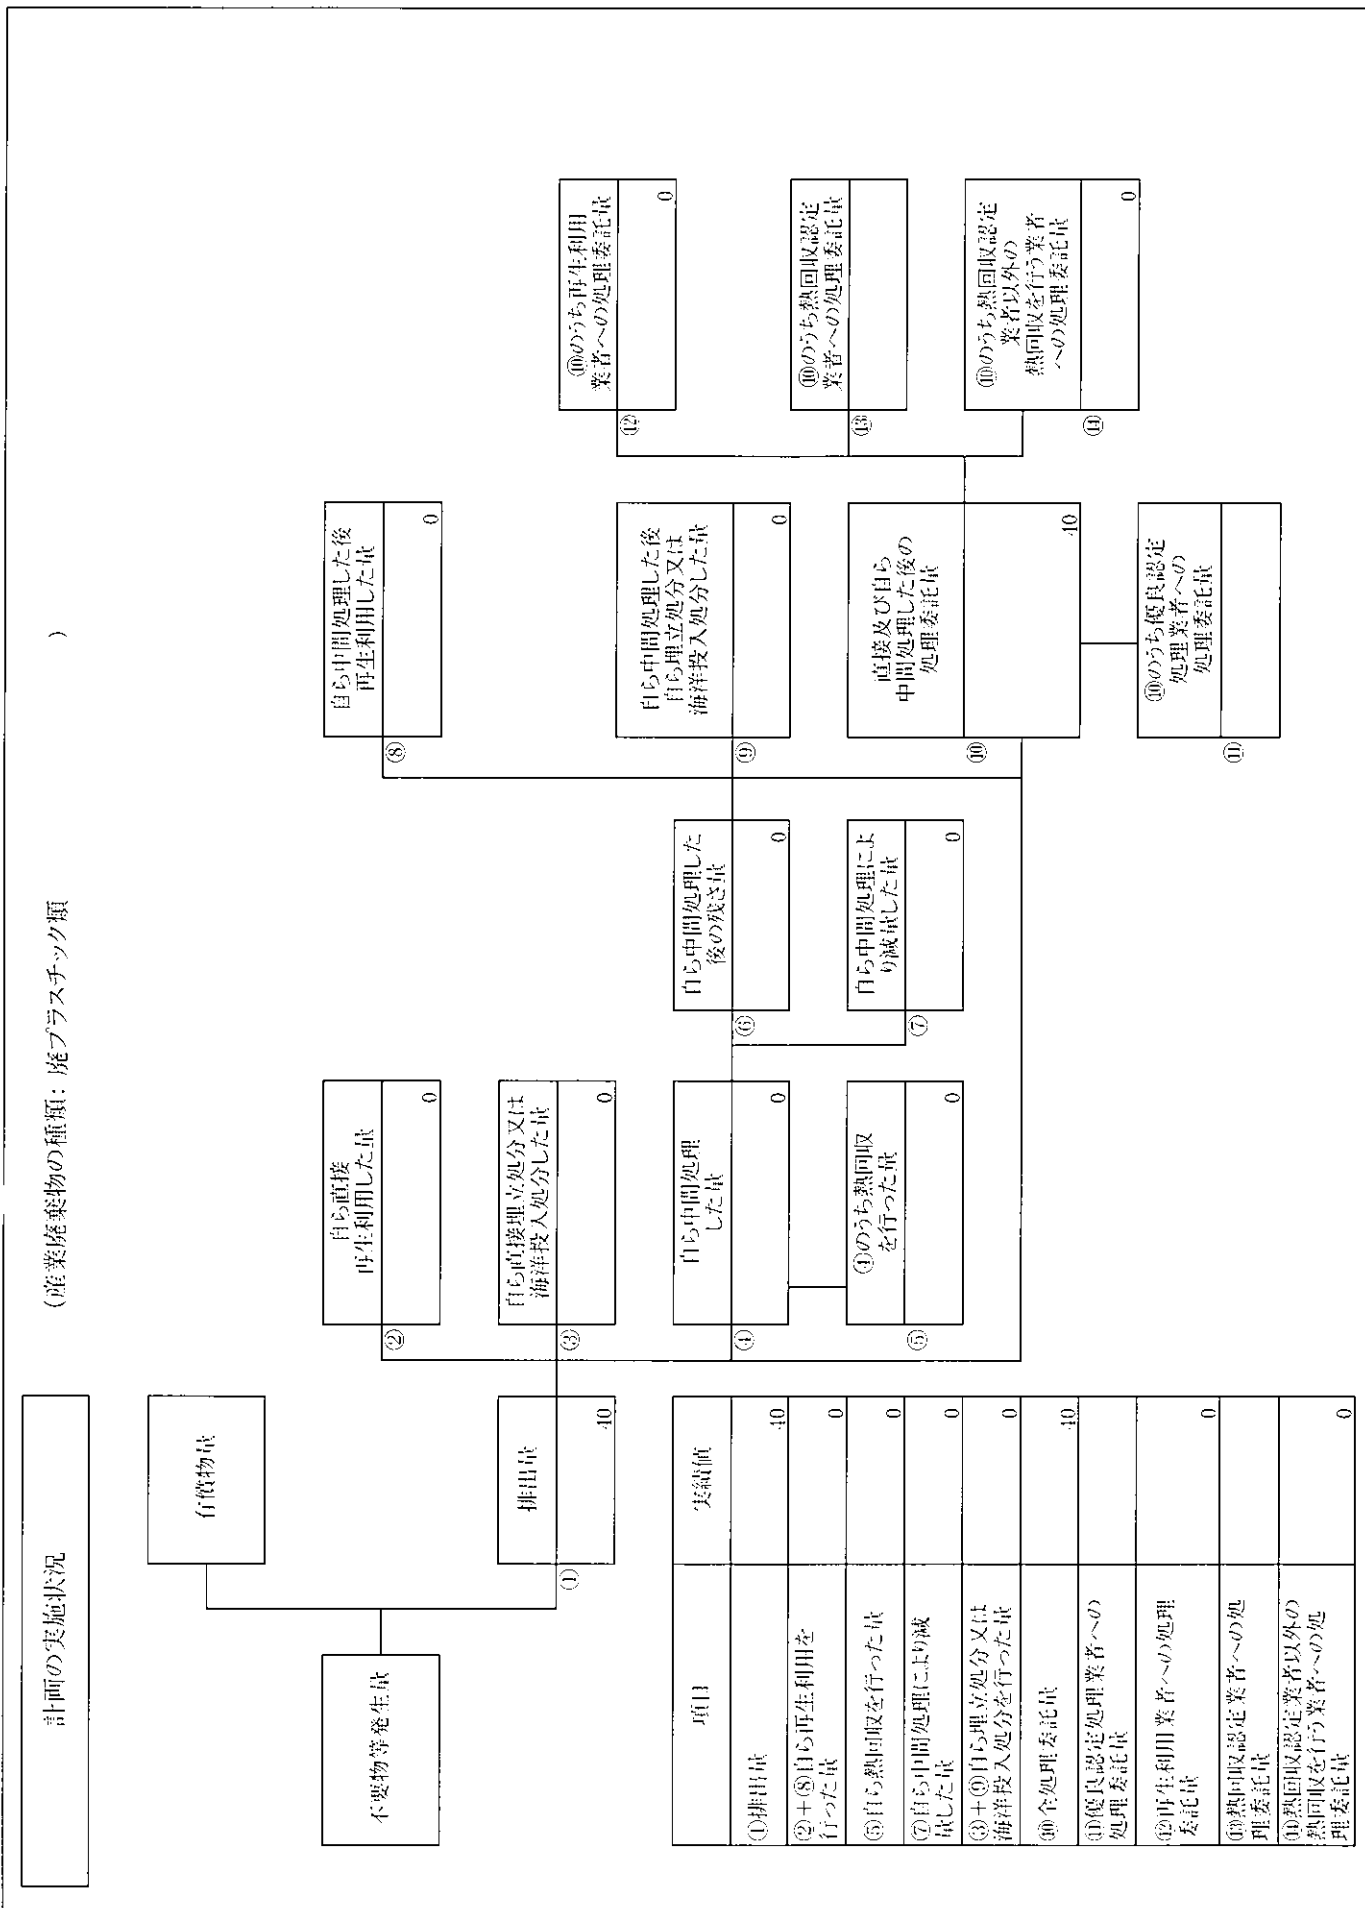 計画の実施状況
(産業廃棄物の種類: 廃プラスチック類 )
不要物等発生量
有償物量
①
排出量
40
②
自ら直接
再生利用した量
0
③
自ら直接埋立処分又は
海洋投入処分した量
0
④
自ら中間処理
した量
0
⑤
④のうち熱回収
を行った量
0
⑥
自ら中間処理した
後の残さ量
0
⑦
自ら中間処理によ
り減量した量
0
⑧
自ら中間処理した後
再生利用した量
0
⑨
自ら中間処理した後
自ら埋立処分又は
海洋投入処分した量
0
⑩
直接及び自ら
中間処理した後の
処理委託量
40
⑪
⑩のうち優良認定
処理業者への
処理委託量
⑫
⑩のうち再生利用
業者への処理委託量
0
⑬
⑩のうち熱回収認定
業者への処理委託量
⑭
⑩のうち熱回収認定
業者以外の
熱回収を行う業者
への処理委託量
0
項目 実績値
①排出量 40
②+⑧自ら再生利用を
行った量 0
⑤自ら熱回収を行った量 0
⑦自ら中間処理により減
量した量 0
③+⑨自ら埋立処分又は
海洋投入処分を行った量 0
⑩全処理委託量 40
⑪優良認定処理業者への
処理委託量
⑫再生利用業者への処理
委託量 0
⑬熱回収認定業者への処
理委託量
⑭熱回収認定業者以外の
熱回収を行う業者への処
理委託量 0